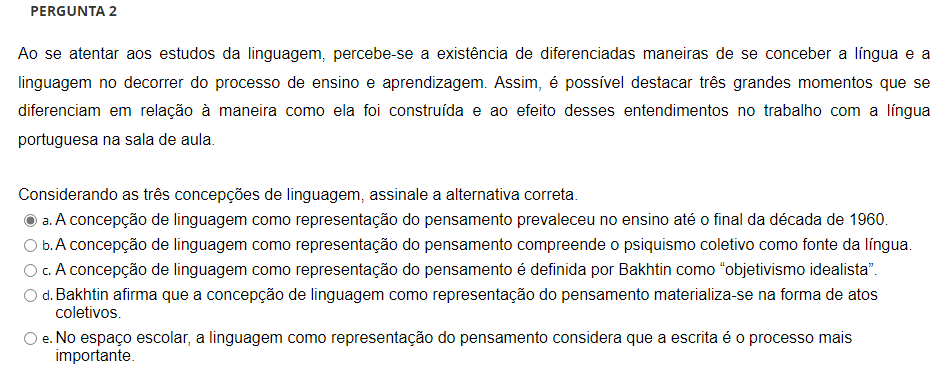 PERGUNTA 2
Ao se atentar aos estudos da linguagem, percebe-se a existência de diferenciadas maneiras de se conceber a língua e a
linguagem no decorrer do processo de ensino e aprendizagem. Assim, é possível destacar três grandes momentos que se
diferenciam em relação à maneira como ela foi construída e ao efeito desses entendimentos no trabalho com a língua
portuguesa na sala de aula.
Considerando as três concepções de linguagem, assinale a alternativa correta.
a. A concepção de linguagem como representação do pensamento prevaleceu no ensino até o final da década de 1960.
b. A concepção de linguagem como representação do pensamento compreende o psiquismo coletivo como fonte da língua.
c. A concepção de linguagem como representação do pensamento é definida por Bakhtin como “objetivismo idealista”.
d. Bakhtin afirma que a concepção de linguagem como representação do pensamento materializa-se na forma de atos
coletivos.
e. No espaço escolar, a linguagem como representação do pensamento considera que a escrita é o processo mais
importante.